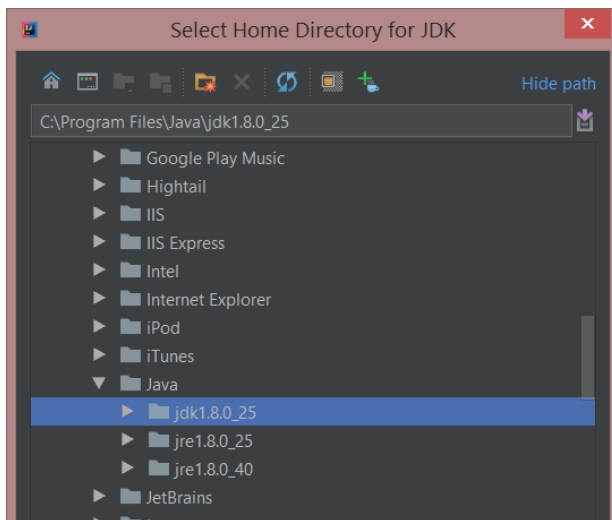 Select Home Directory for JDK
Hide path
C:\Program Files\Java\jdk1.8.0_25
Google Play Music
Hightail
IIS
IIS Express
Intel
Internet Explorer
iPod
iTunes
Java
jdk1.8.0_25
jre1.8.0_25
jre1.8.0_40
JetBrains